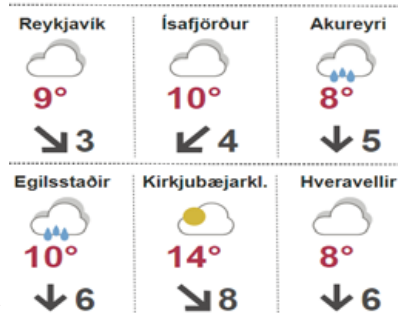 Reykjavík Ísafjörður Akureyri
9° 10° 8°
3 4 5
Egilsstaðir Kirkjubæjarkl. Hveravellir
10° 14° 8°
6 8 6